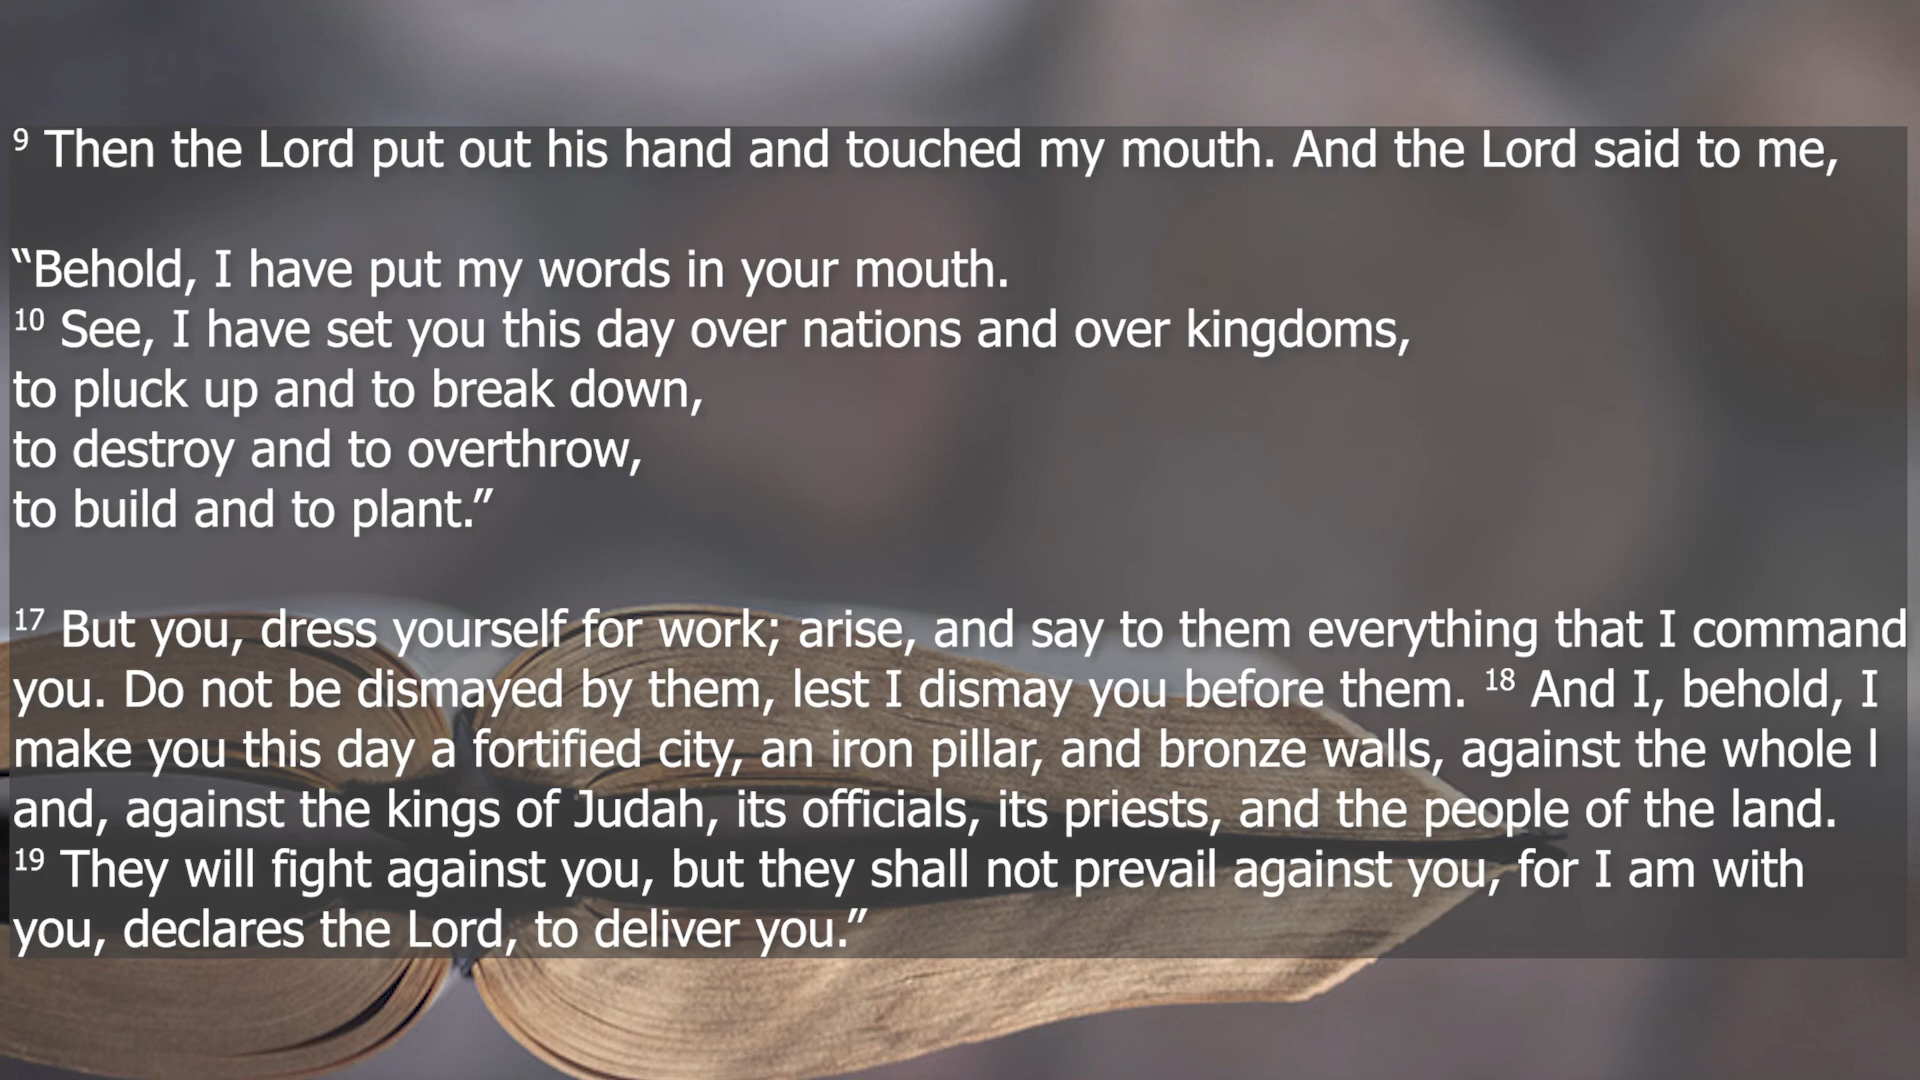 9 Then the Lord put out his hand and touched my mouth. And the Lord said to me,
“Behold, I have put my words in your mouth.
10 See, I have set you this day over nations and over kingdoms,
to pluck up and to break down,
to destroy and to overthrow,
to build and to plant.”
17 But you, dress yourself for work; arise, and say to them everything that I command
you. Do not be dismayed by them, lest I dismay you before them. 18 And I, behold, I
make you this day a fortified city, an iron pillar, and bronze walls, against the whole l
and, against the kings of Judah, its officials, its priests, and the people of the land.
19 They will fight against you, but they shall not prevail against you, for I am with
you, declares the Lord, to deliver you.”